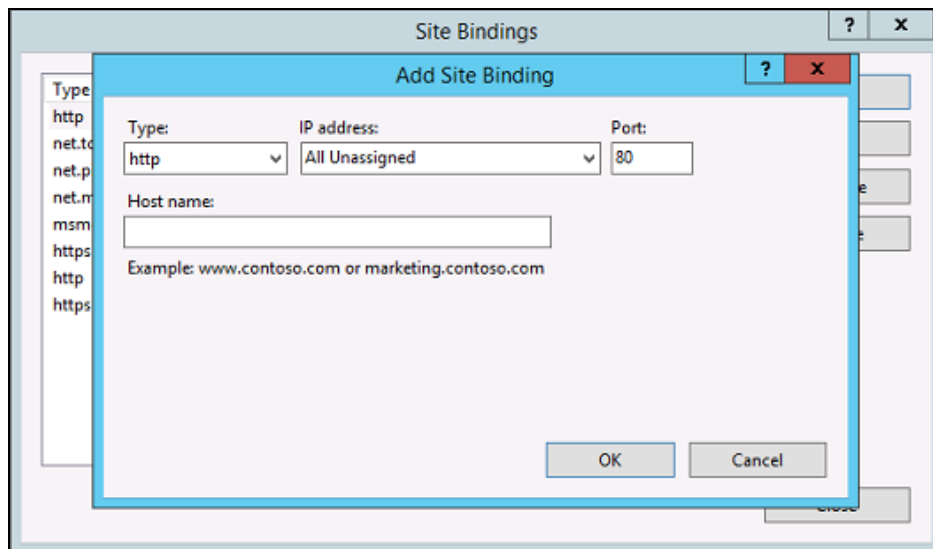 Site Bindings
? x
Add Site Binding
? x
Type
http
net.tc
net.p
net.m
msm
https
http
https
Type:
IP address:
Port:
http
All Unassigned
80
Host name:
Example: www.contoso.com or marketing.contoso.com
OK
Cancel
e